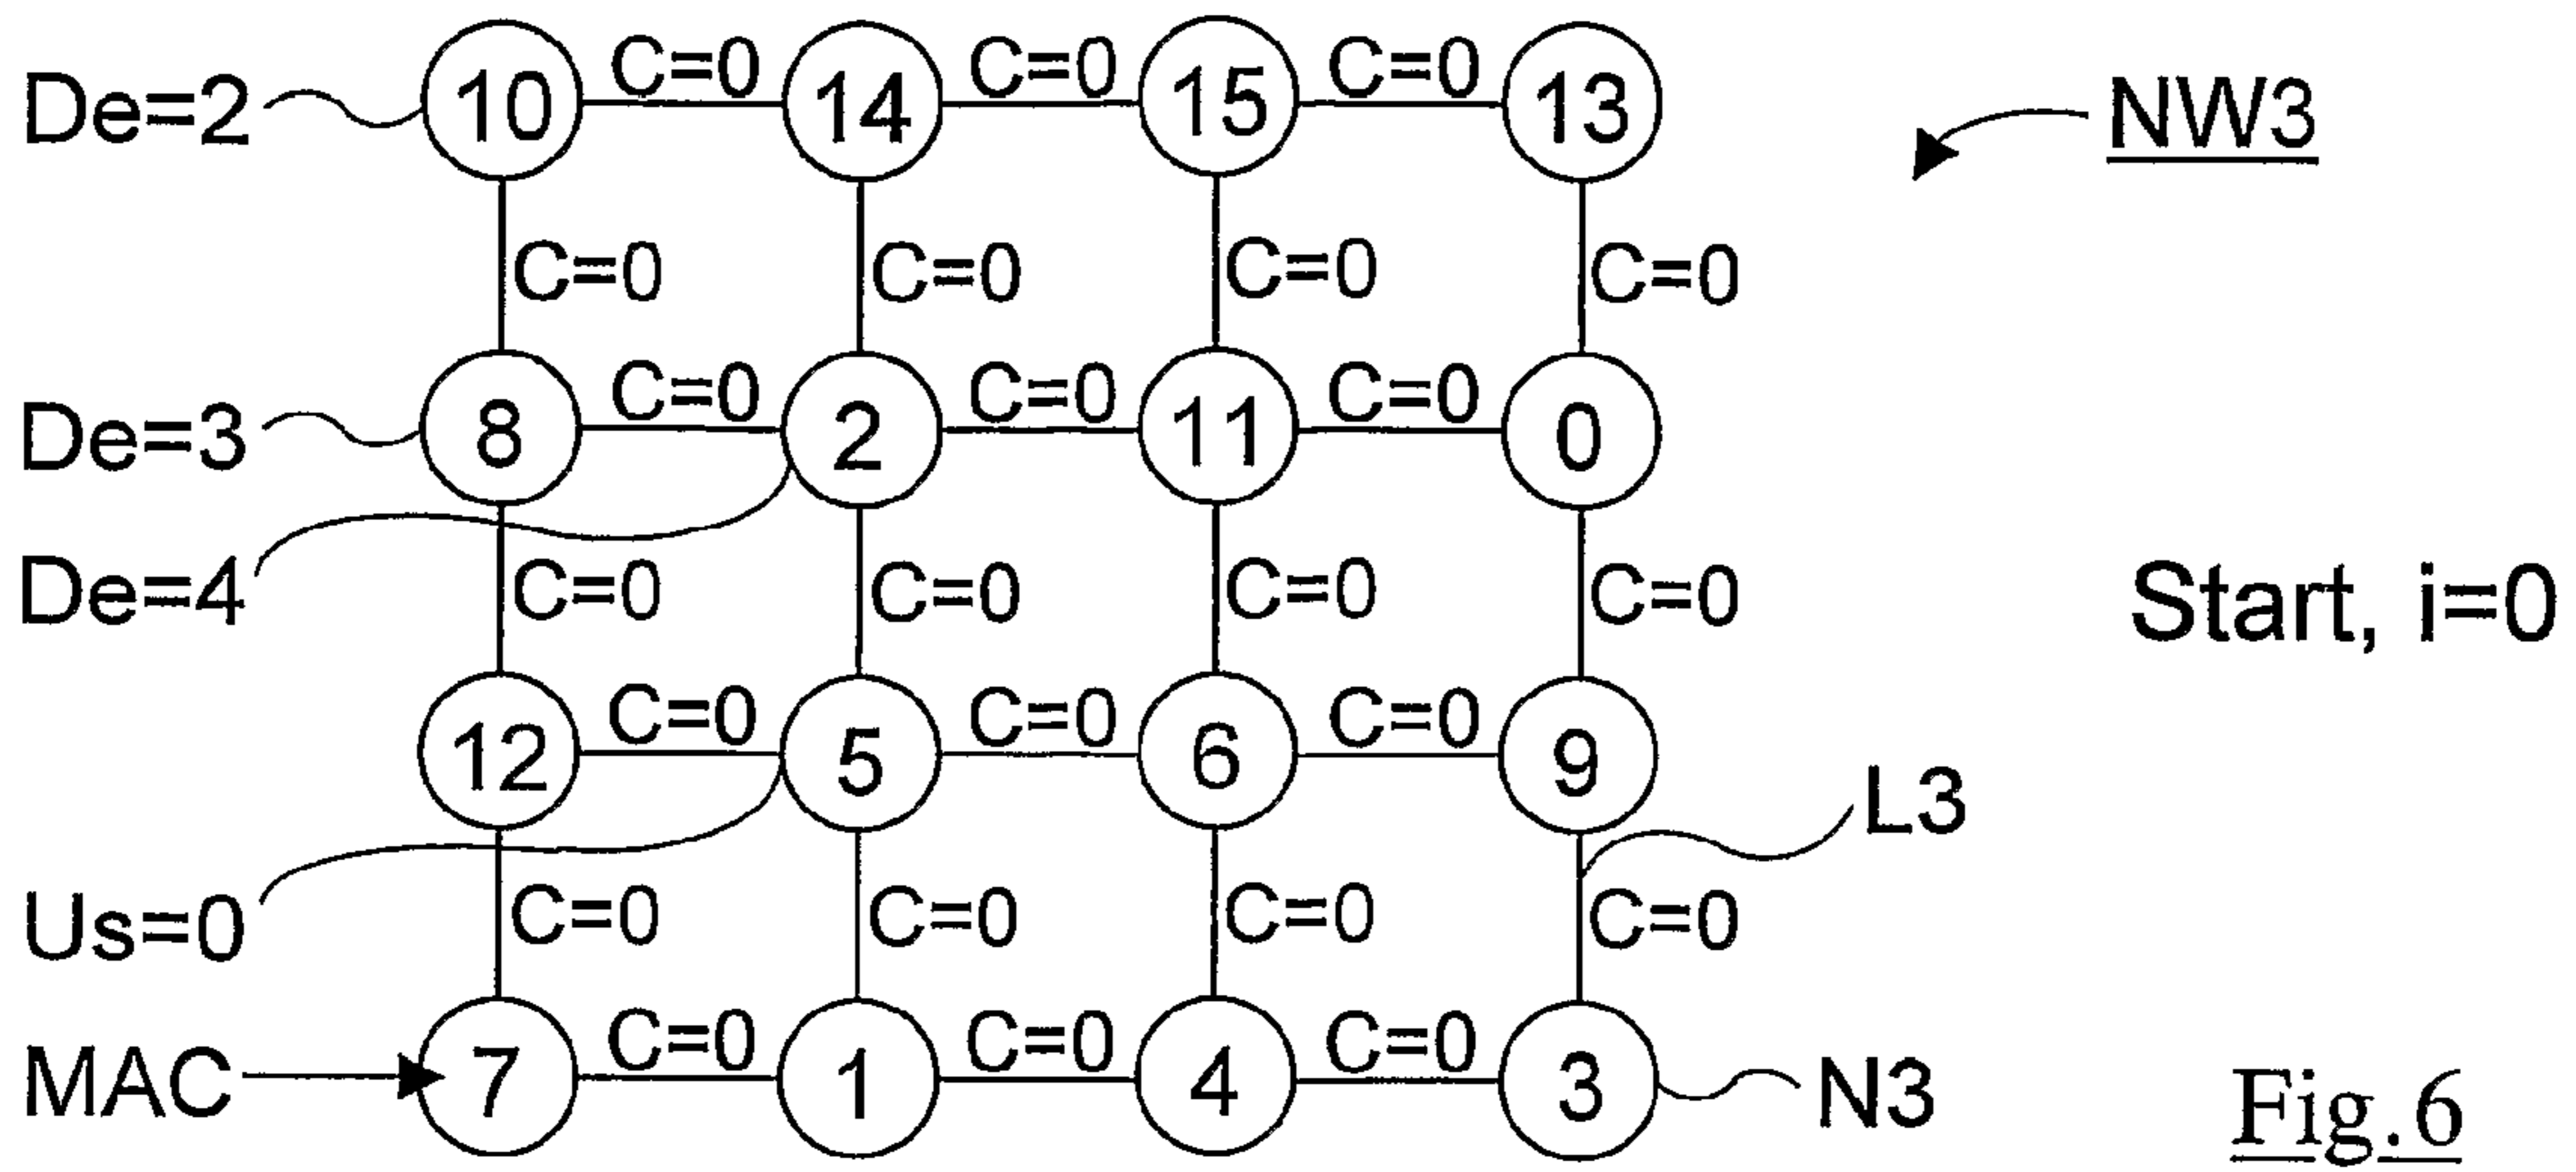 De=2 10 C=0 14 C=0 15 C=0 13 NW3
C=0 C=0 C=0 C=0
De=3 8 C=0 2 C=0 11 C=0 0
De=4 C=0 C=0 C=0 C=0 Start, i=0
12 C=0 5 C=0 6 C=0 9 L3
Us=0 C=0 C=0 C=0 C=0
MAC 7 C=0 1 C=0 4 C=0 3 N3
Fig.6